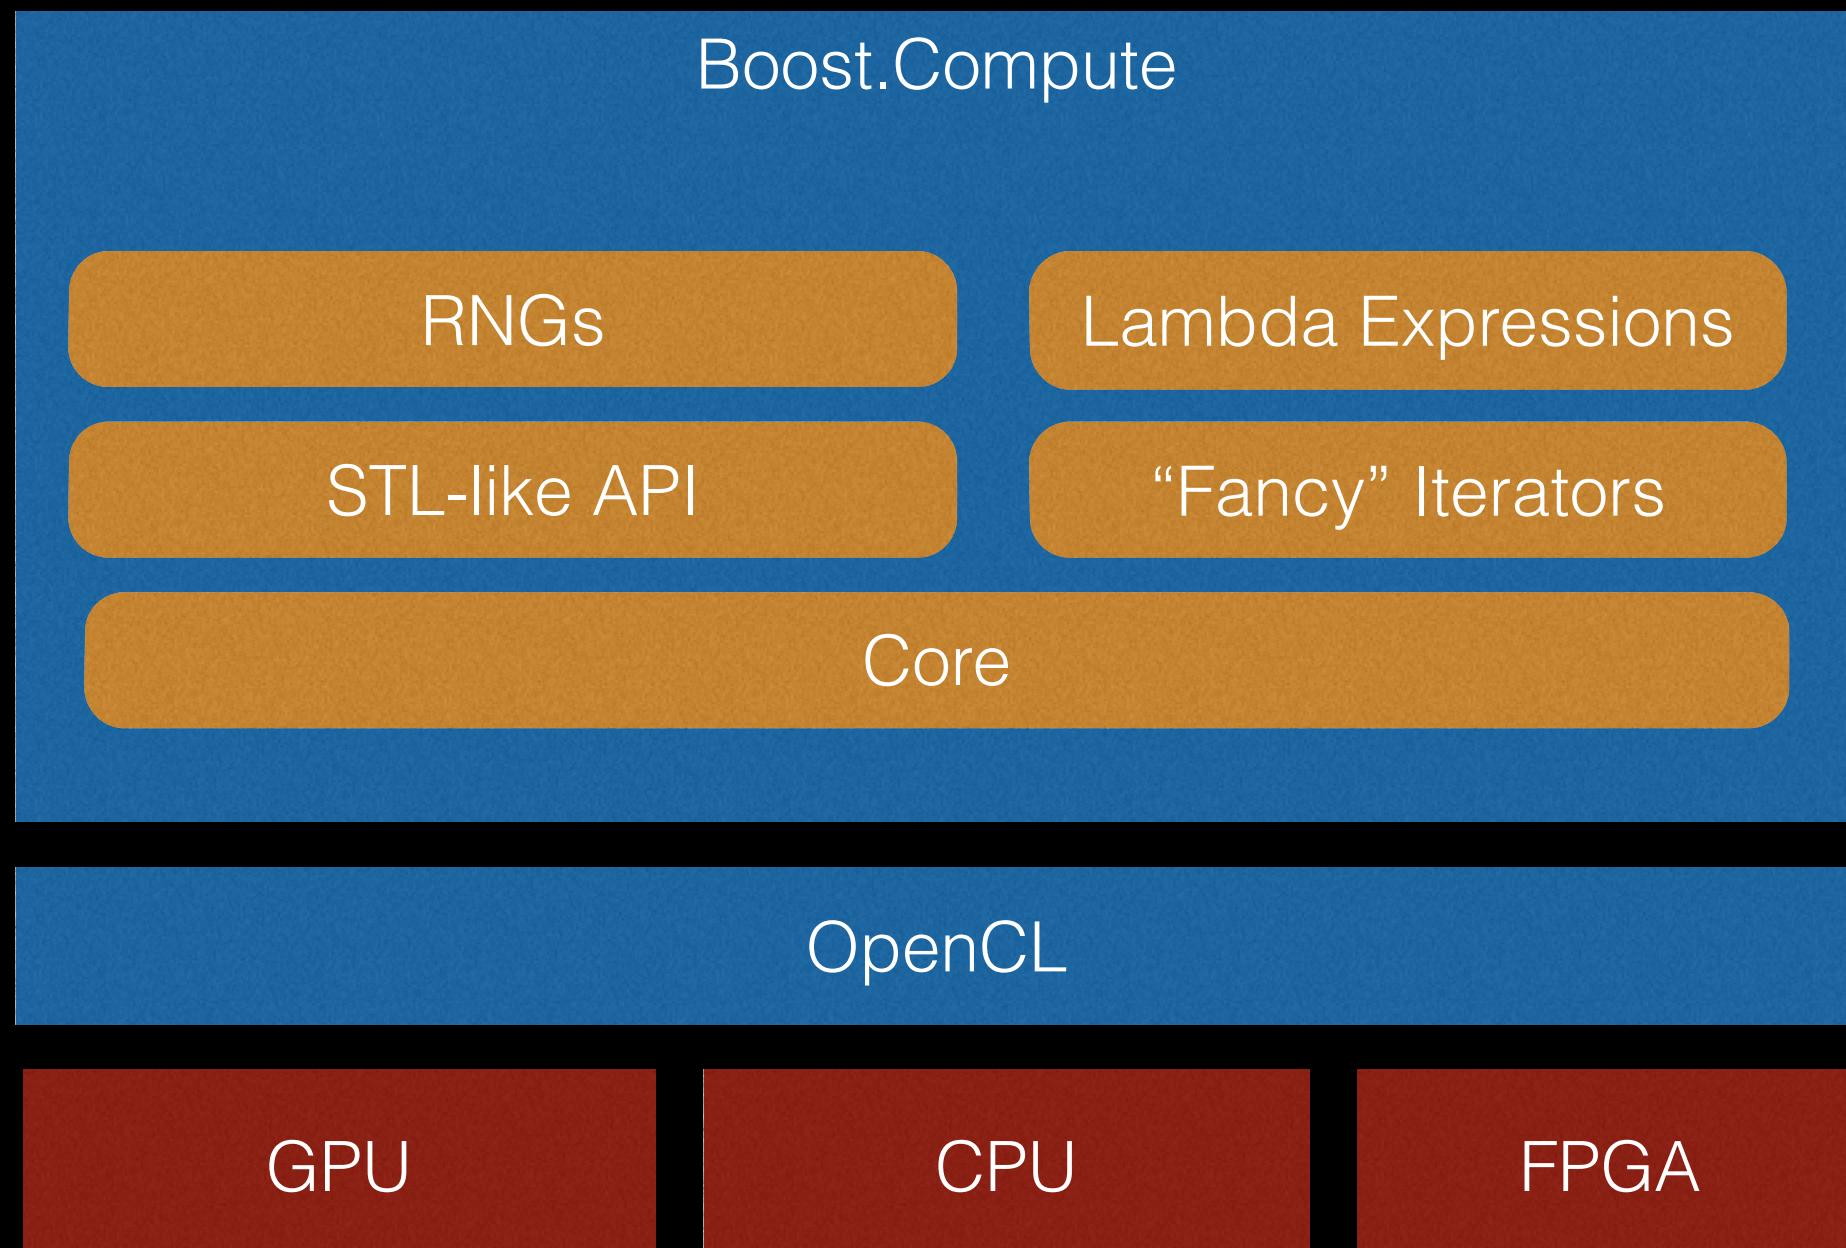 Boost.Compute
RNGs
Lambda Expressions
STL-like API
“Fancy” Iterators
Core
OpenCL
GPU
CPU
FPGA